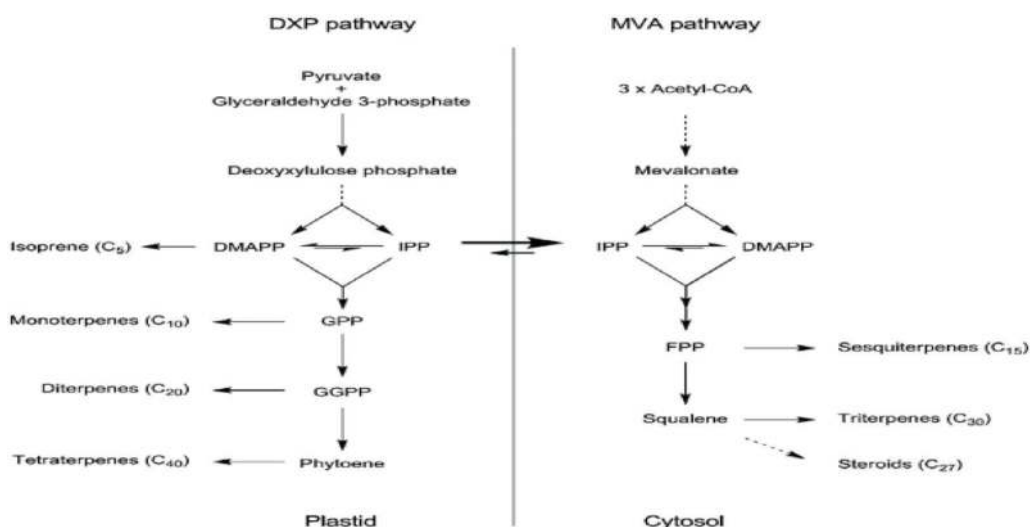 DXP pathway
MVA pathway
Pyruvate
+
Glyceraldehyde 3-phosphate
3 x Acetyl-CoA
Deoxyxylulose phosphate
Mevalonate
Isoprene (C₅)
DMAPP
IPP
IPP
DMAPP
Monoterpenes (C₁₀)
GPP
FPP
Sesquiterpenes (C₁₅)
Diterpenes (C₂₀)
GGPP
Squalene
Triterpenes (C₃₀)
Tetraterpenes (C₄₀)
Phytoene
Steroids (C₂₇)
Plastid
Cytosol